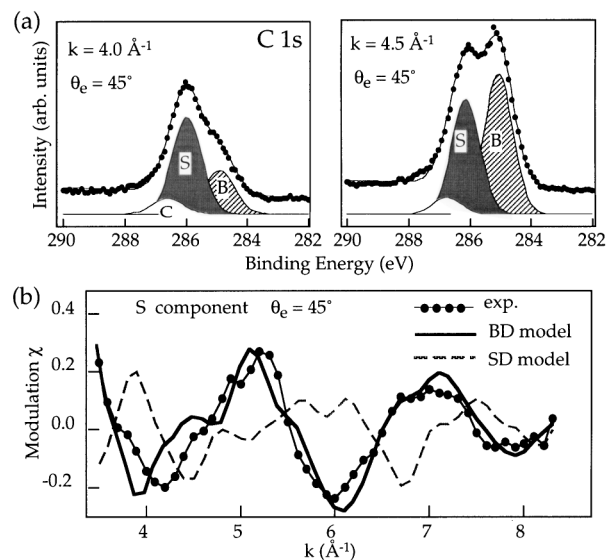 (a)
k = 4.0 Å⁻¹
θₑ = 45°
C 1s
S
B
C
k = 4.5 Å⁻¹
θₑ = 45°
S
B
Intensity (arb. units)
290 288 286 284 282
290 288 286 284 282
Binding Energy (eV)
(b)
S component θₑ = 45°
exp.
BD model
SD model
Modulation χ
0.4
0.2
0.0
-0.2
4 5 6 7 8
k (Å⁻¹)